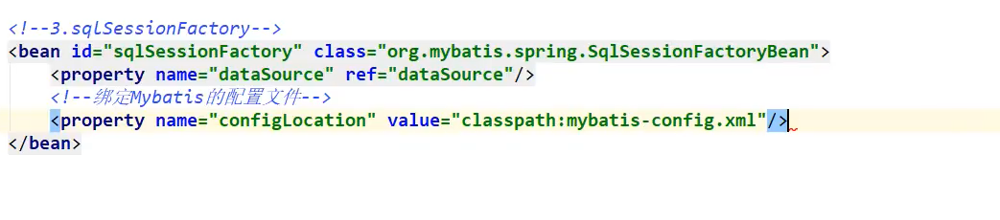 <!--3.sqlSessionFactory-->
<bean id="sqlSessionFactory" class="org.mybatis.spring.SqlSessionFactoryBean">
    <property name="dataSource" ref="dataSource"/>
    <!--绑定Mybatis的配置文件-->
    <property name="configLocation" value="classpath:mybatis-config.xml"/>
</bean>